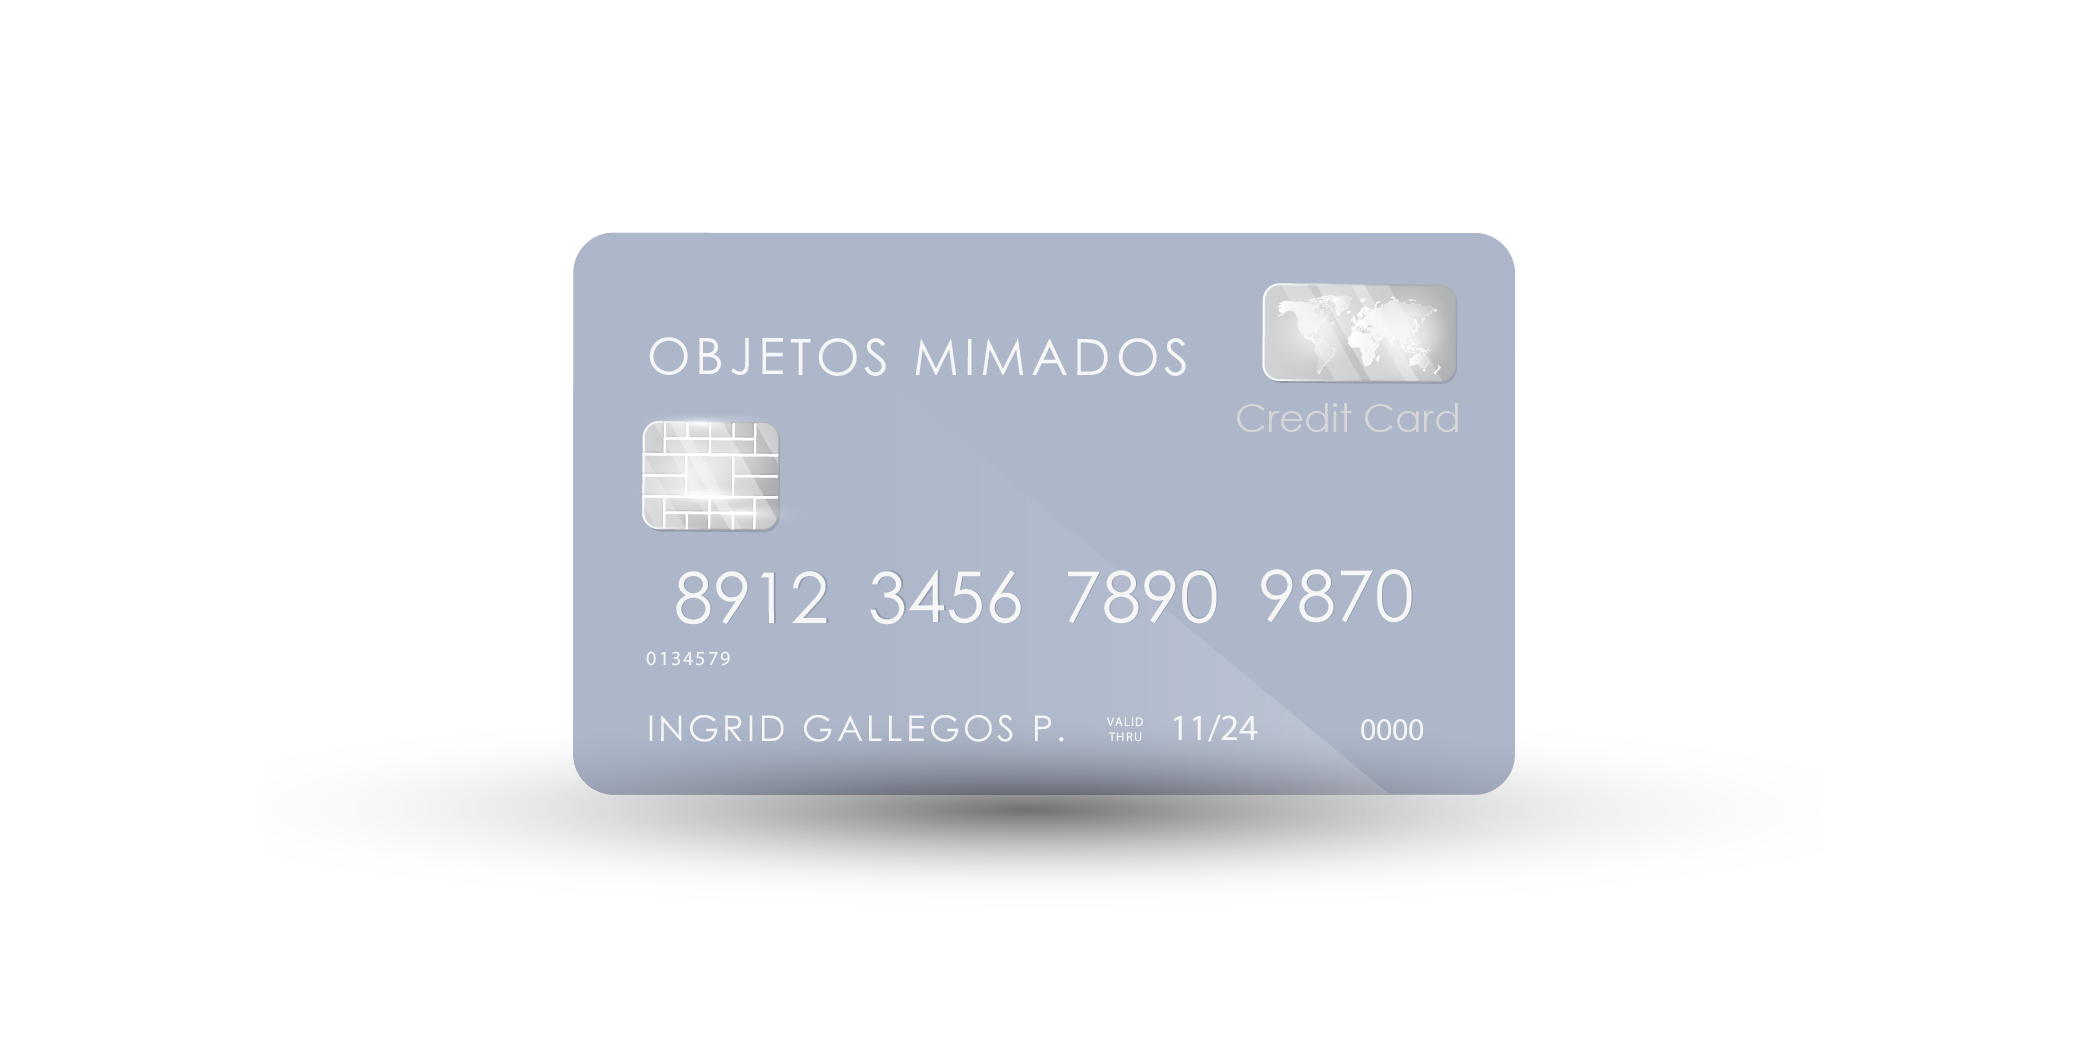 OBJETOS MIMADOS
Credit Card
8912 3456 7890 9870
0134579
INGRID GALLEGOS P. VALID THRU 11/24 0000